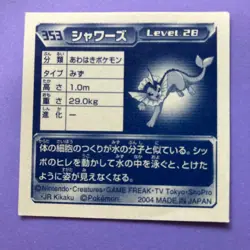 353 シャワーズ Level 28
分類 あわはきポケモン
タイプ みず
高さ 1.0m
重さ 29.0kg
体の細胞のつくりが水の分子と似ている。シッ
ポのヒレを動かして水の中を泳ぐと、とけたよ
うに姿が見えなくなる。
©Nintendo・Creatures・GAME FREAK・TV Tokyo・ShoPro
・JR Kikaku ©Pokémon. 2004 MADE IN JAPAN